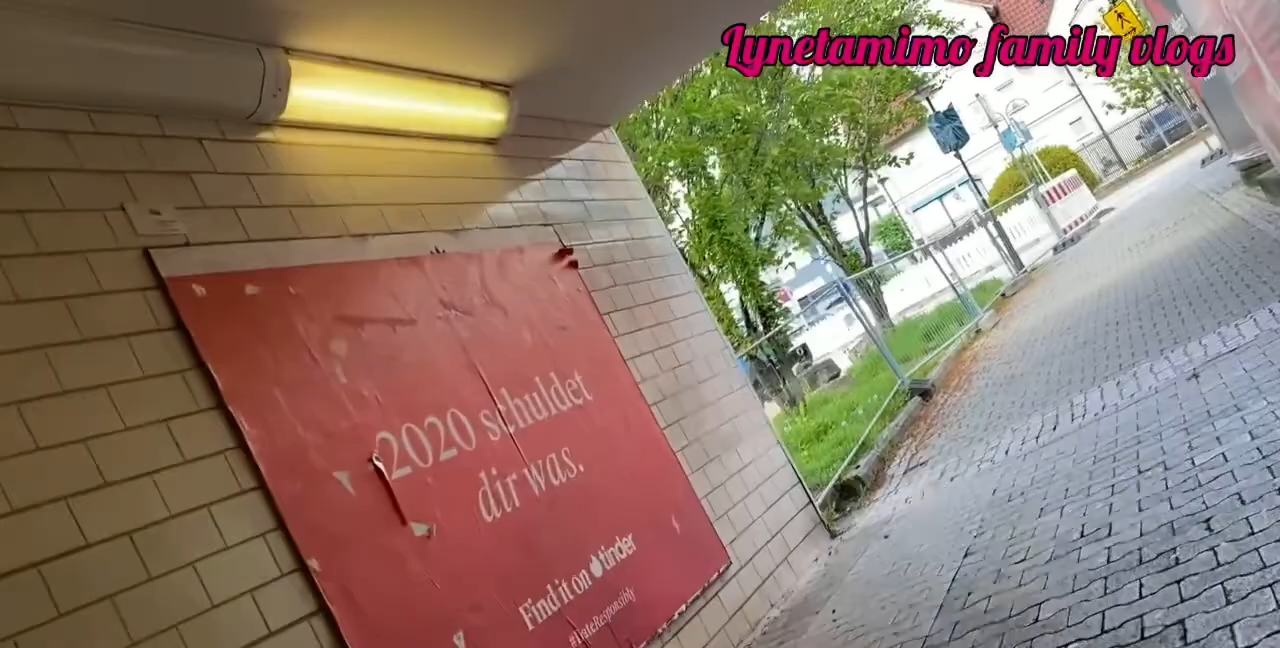 Lynetamimo family vlogs
2020 schuldet
dir was.
Find it on tinder
#DateResponsibly